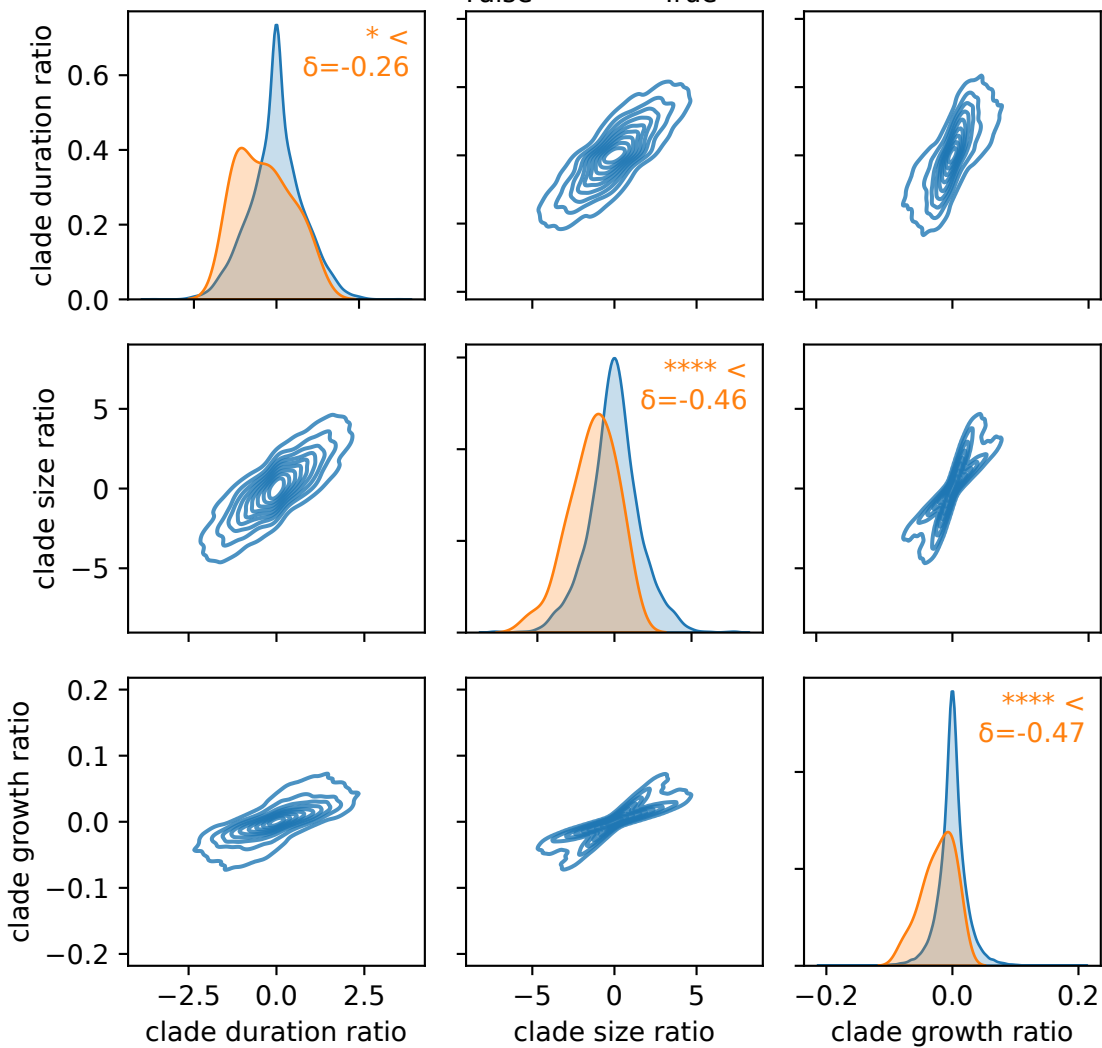 clade duration ratio
0.6
0.4
0.2
0.0
* <
δ=-0.26
clade size ratio
5
0
−5
**** <
δ=-0.46
clade growth ratio
0.2
0.1
0.0
−0.1
−0.2
**** <
δ=-0.47
−2.5 0.0 2.5
−5 0 5
−0.2 0.0 0.2
clade duration ratio
clade size ratio
clade growth ratio